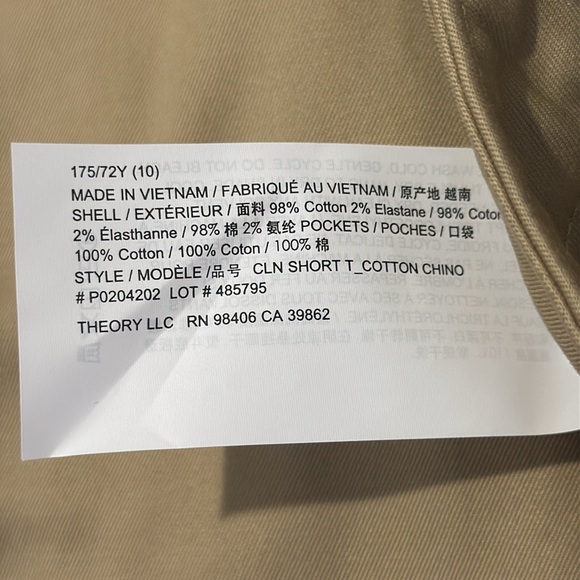 175/72Y (10)
MADE IN VIETNAM / FABRIQUÉ AU VIETNAM / 原产地 越南
SHELL / EXTÉRIEUR / 面料 98% Cotton 2% Elastane / 98% Coton
2% Élasthanne / 98% 棉 2% 氨纶 POCKETS / POCHES / 口袋
100% Cotton / 100% Coton / 100% 棉
STYLE / MODÈLE /品号 CLN SHORT T_COTTON CHINO
# P0204202 LOT # 485795
THEORY LLC RN 98406 CA 39862